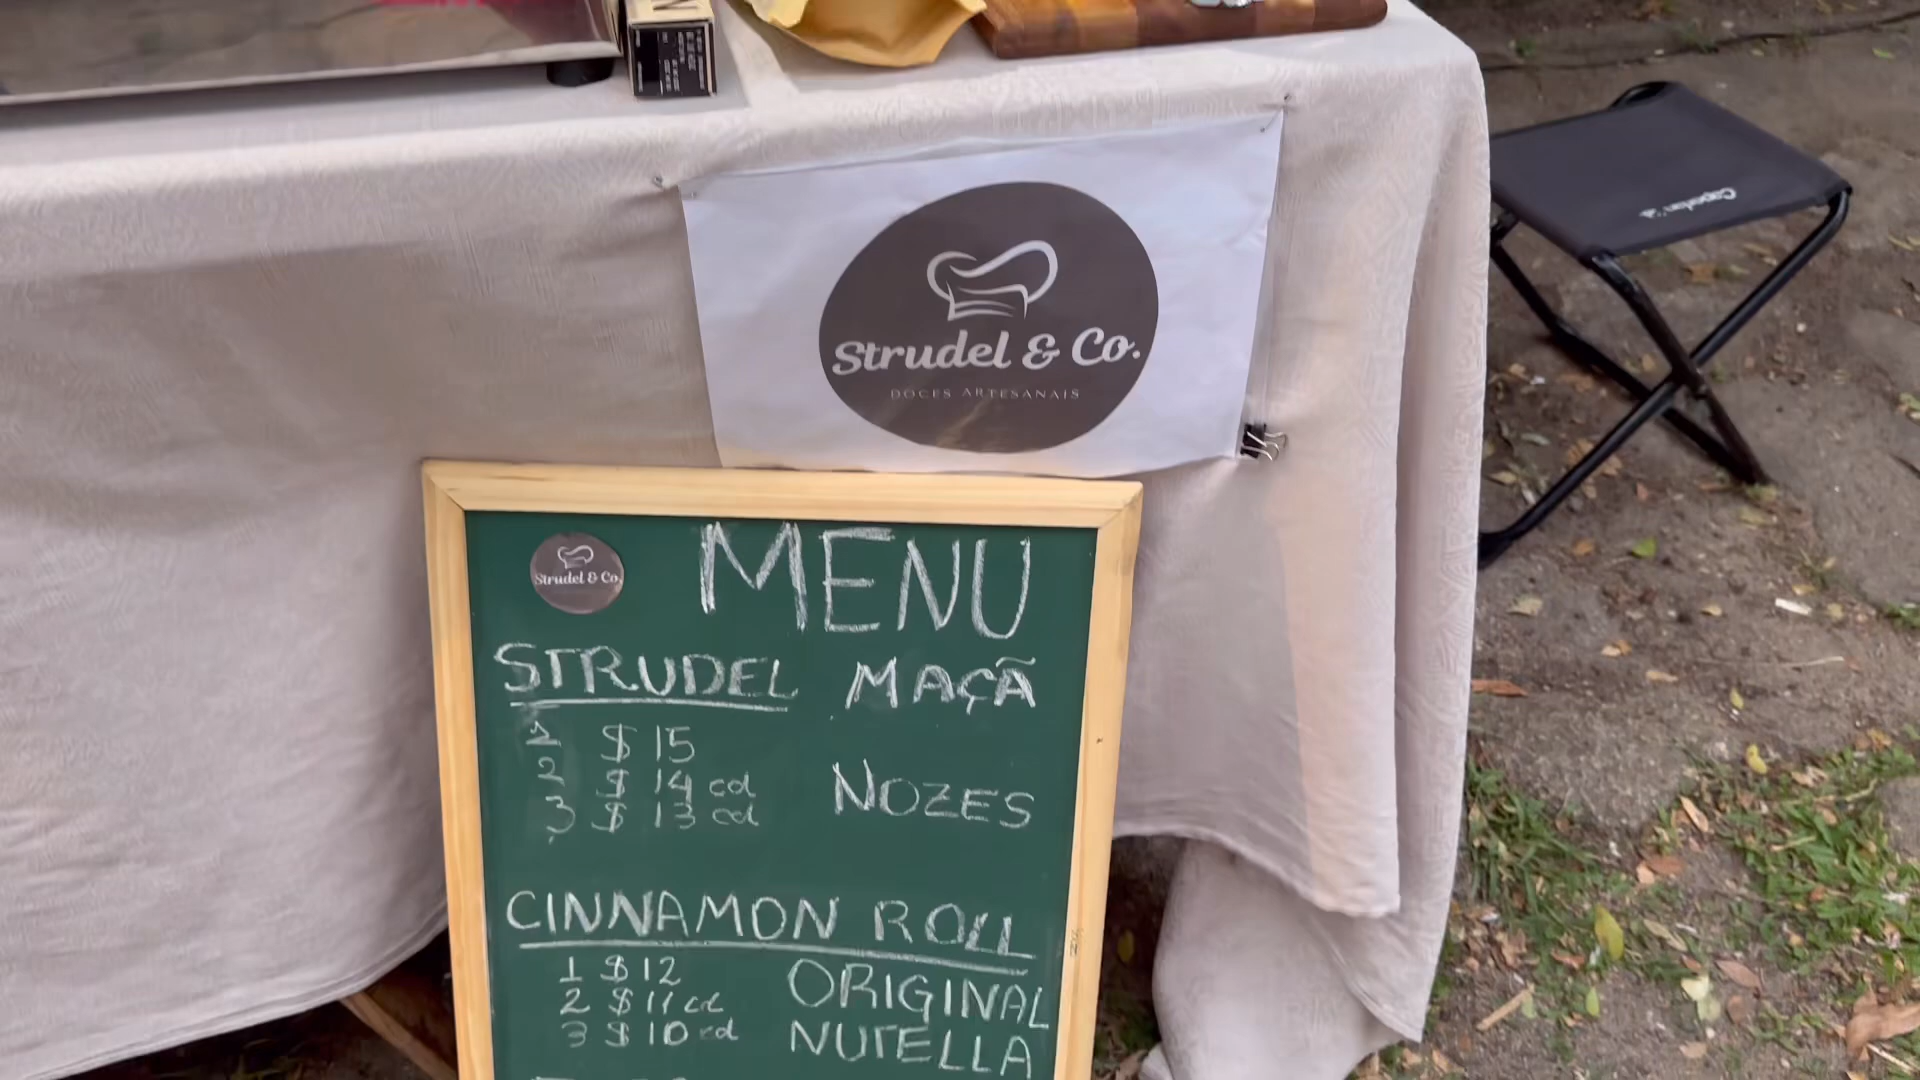 Strudel & Co.
DOCES ARTESANAIS
Caperlan
Strudel & Co.
MENU
STRUDEL MAÇÃ
1 $ 15
2 $ 14 cd
3 $ 13 cd
NOZES
CINNAMON ROLL
1 $ 12
2 $ 11 cd
3 $ 10 cd
ORIGINAL
NUTELLA